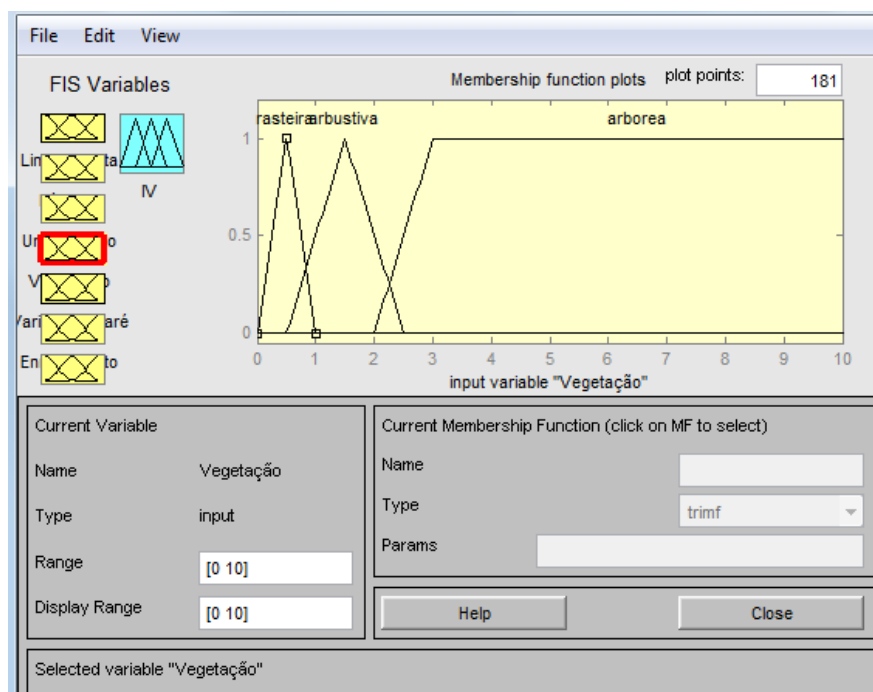 File Edit View
FIS Variables
Membership function plots plot points: 181
rasteira arbustiva arborea
1
0.5
0
0 1 2 3 4 5 6 7 8 9 10
input variable "Vegetação"
IV
Current Variable
Name Vegetação
Type input
Range [0 10]
Display Range [0 10]
Current Membership Function (click on MF to select)
Name
Type trimf
Params
Help Close
Selected variable "Vegetação"